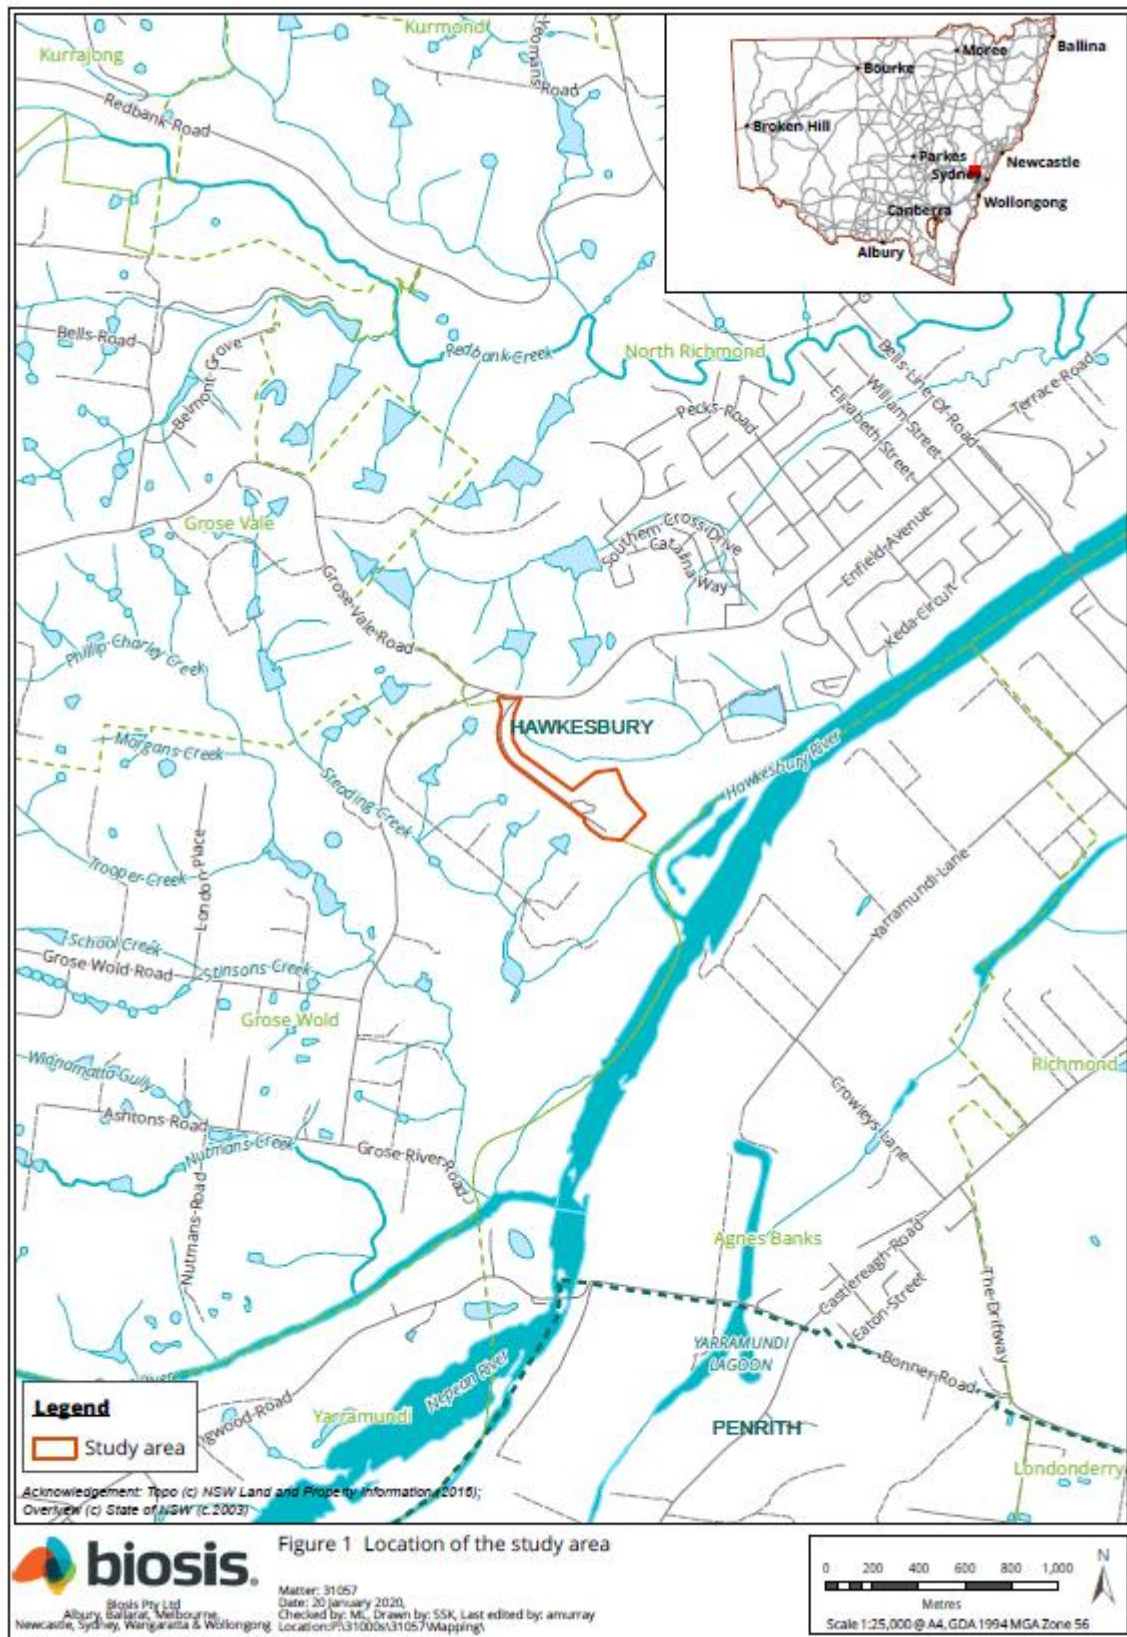 Kurrajong
Kurmond
Yeomans Road
Redbank Road
Moree
Ballina
Bourke
Broken Hill
Parkes
Newcastle
Sydney
Wollongong
Canberra
Albury
Bells Road
Belmont Grove
Redbank Creek
North Richmond
Bells Line Of Road
William Street
Elizabeth Street
Terrace Road
Pecks Road
Grose Vale
Southern Cross Drive
Catalina Way
Enfield Avenue
Keda Circuit
Grose Vale Road
Phillip Charley Creek
HAWKESBURY
Morgans Creek
Steading Creek
Hawkesbury River
Trooper Creek
London Place
Yarramundi Lane
School Creek
Grose Wold Road
Stinsons Creek
Grose Wold
Richmond
Wianamatta Gully
Ashtons Road
Nutmans Creek
Grose River Road
Crowleys Lane
Nutmans Road
Agnes Banks
Castlereagh Road
Eaton Street
The Driftway
YARRAMUNDI
LAGOON
Bonner Road
Nepean River
Yarramundi
PENRITH
Londonderry
Legend
Study area
Acknowledgement: Topo (c) NSW Land and Property Information (2016);
Overview (c) State of NSW (c.2003)
biosis.
Biosis Pty Ltd
Albury, Ballarat, Melbourne,
Newcastle, Sydney, Wangaratta & Wollongong
Figure 1 Location of the study area
Matter: 31057
Date: 20 January 2020,
Checked by: ML, Drawn by: SSK, Last edited by: amurray
Location:P:\31000s\31057\Mapping\
0 200 400 600 800 1,000
Metres
N
Scale 1:25,000 @ A4, GDA 1994 MGA Zone 56